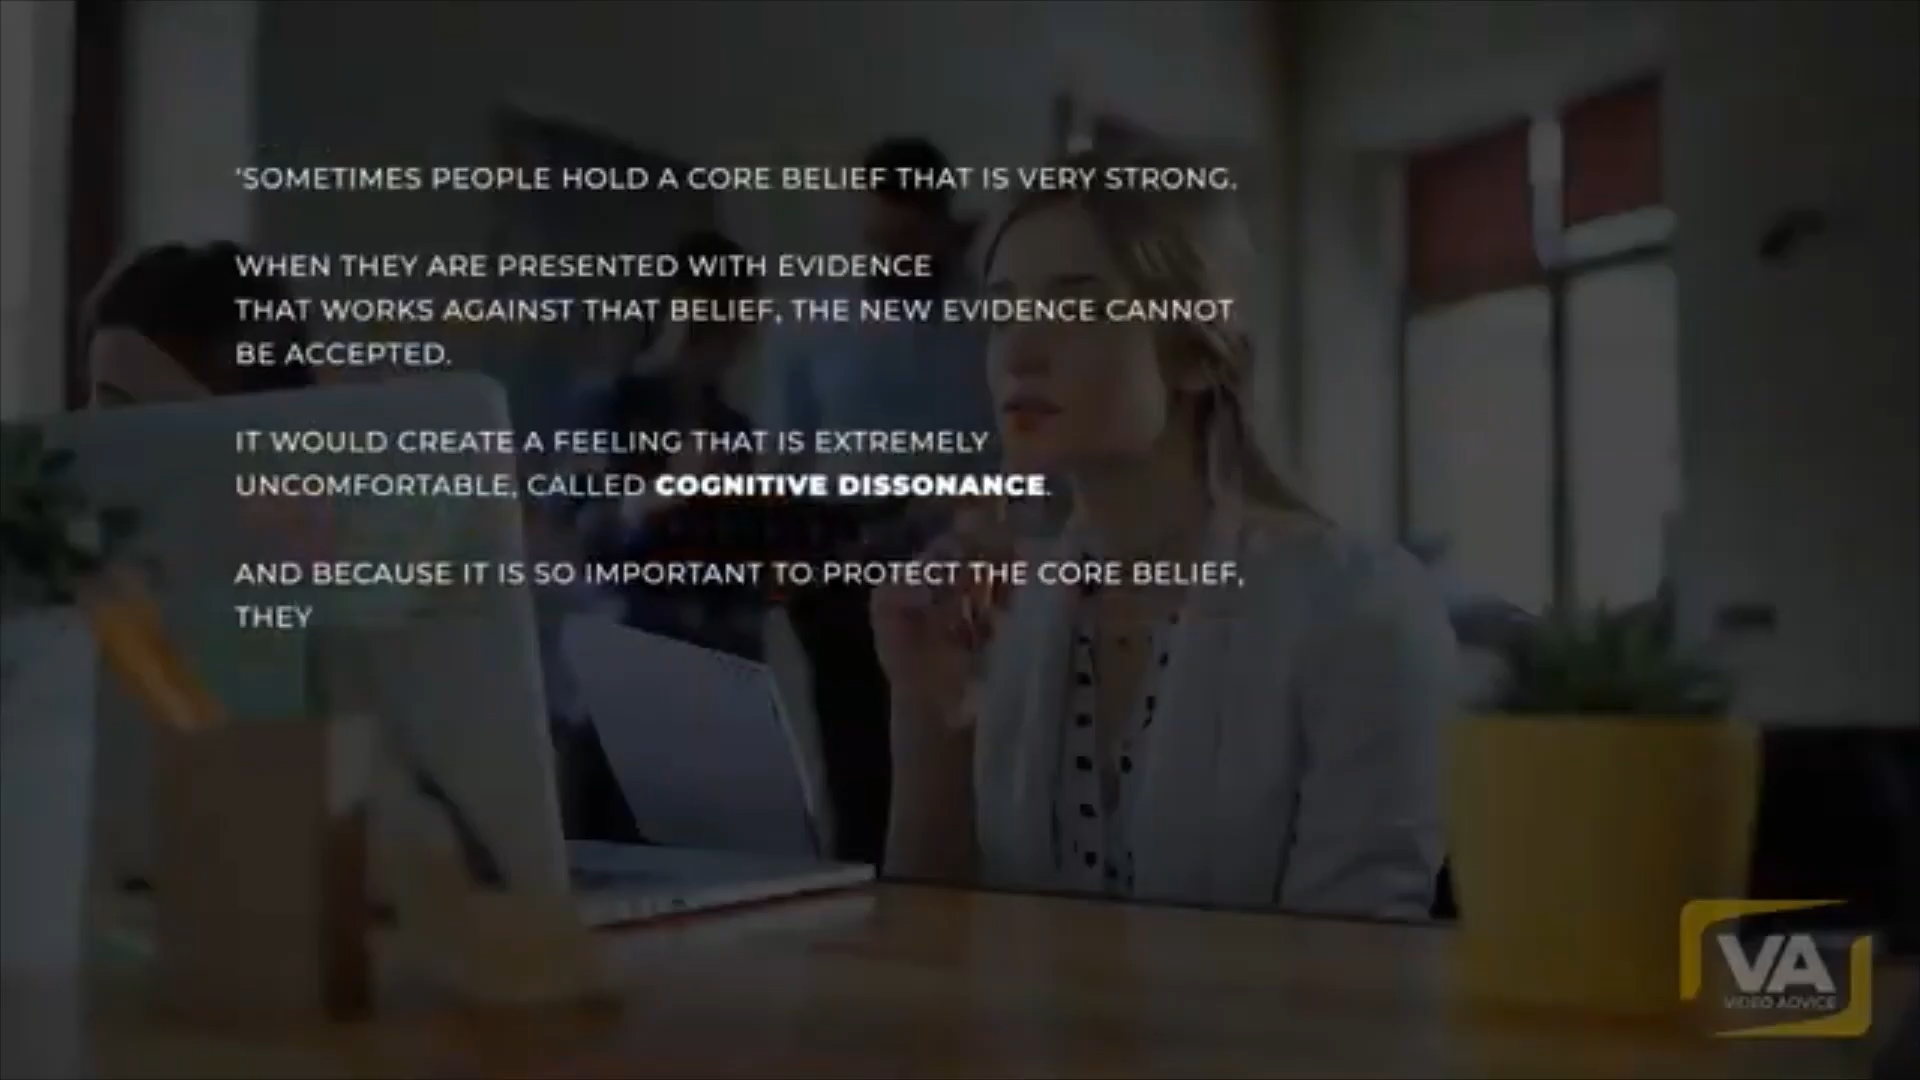 ‘SOMETIMES PEOPLE HOLD A CORE BELIEF THAT IS VERY STRONG.
WHEN THEY ARE PRESENTED WITH EVIDENCE
THAT WORKS AGAINST THAT BELIEF, THE NEW EVIDENCE CANNOT
BE ACCEPTED.
IT WOULD CREATE A FEELING THAT IS EXTREMELY
UNCOMFORTABLE, CALLED COGNITIVE DISSONANCE.
AND BECAUSE IT IS SO IMPORTANT TO PROTECT THE CORE BELIEF,
THEY
VA
VIDEO ADVICE